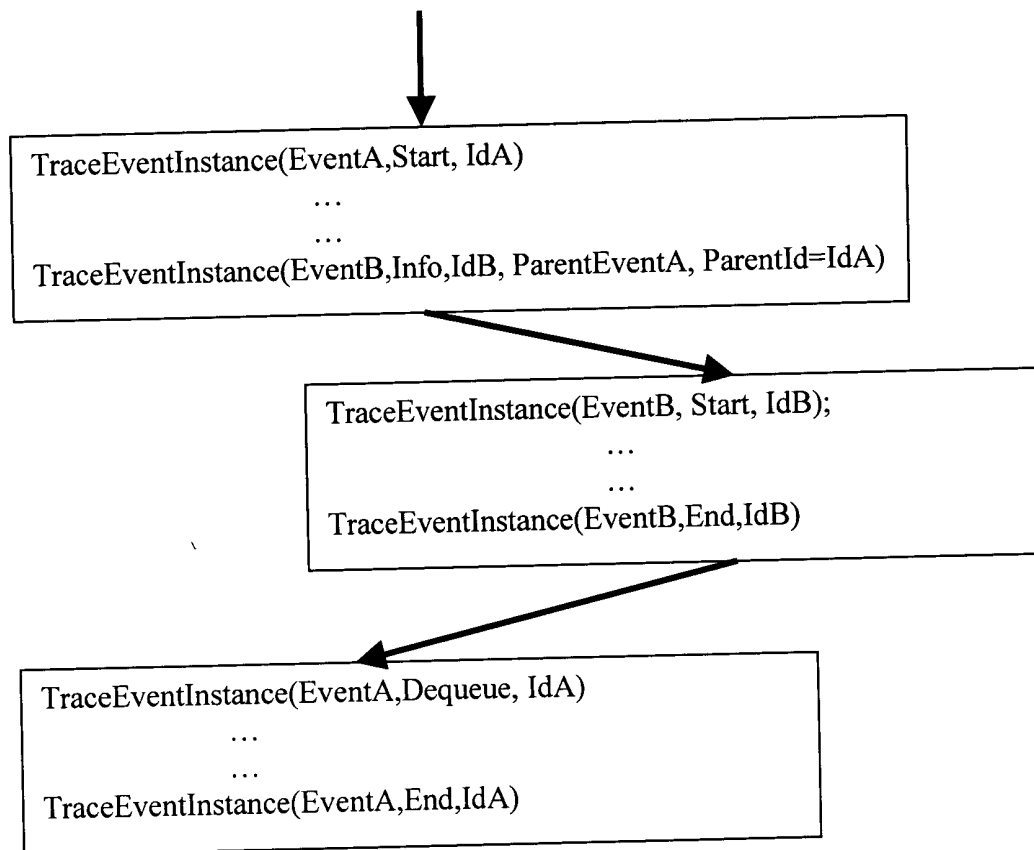 TraceEventInstance(EventA,Start, IdA)
...
...
TraceEventInstance(EventB,Info,IdB, ParentEventA, ParentId=IdA)
TraceEventInstance(EventB, Start, IdB);
...
...
TraceEventInstance(EventB,End,IdB)
TraceEventInstance(EventA,Dequeue, IdA)
...
...
TraceEventInstance(EventA,End,IdA)